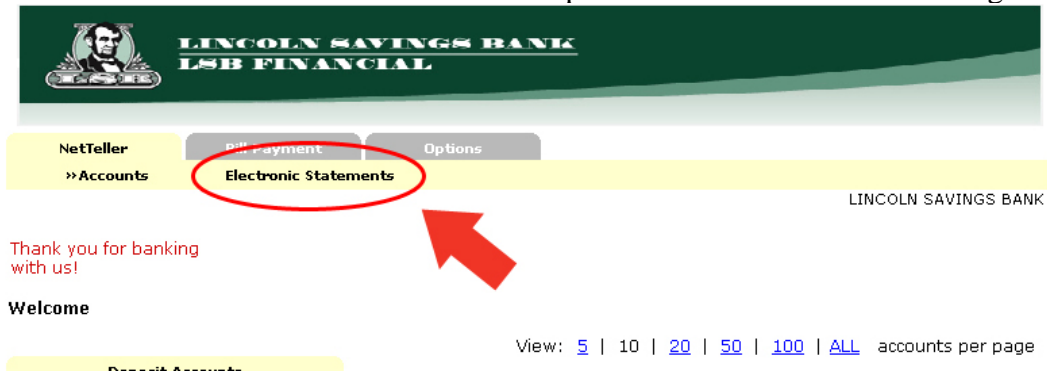 LINCOLN SAVINGS BANK
LSB FINANCIAL
LSB
NetTeller Bill Payment Options
»Accounts Electronic Statements
LINCOLN SAVINGS BANK
Thank you for banking
with us!
Welcome
View: 5 | 10 | 20 | 50 | 100 | ALL accounts per page
Deposit Accounts